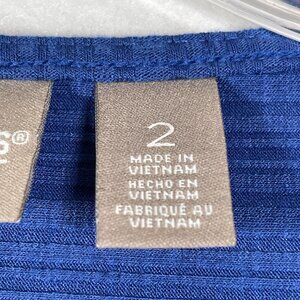 S®
2
MADE IN
VIETNAM
HECHO EN
VIETNAM
FABRIQUÉ AU
VIETNAM